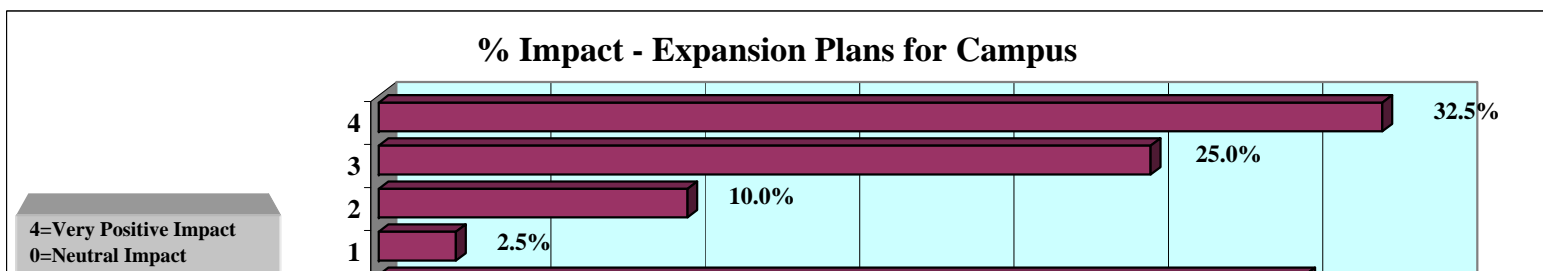 % Impact - Expansion Plans for Campus
4
32.5%
3
25.0%
2
10.0%
1
2.5%
4=Very Positive Impact
0=Neutral Impact